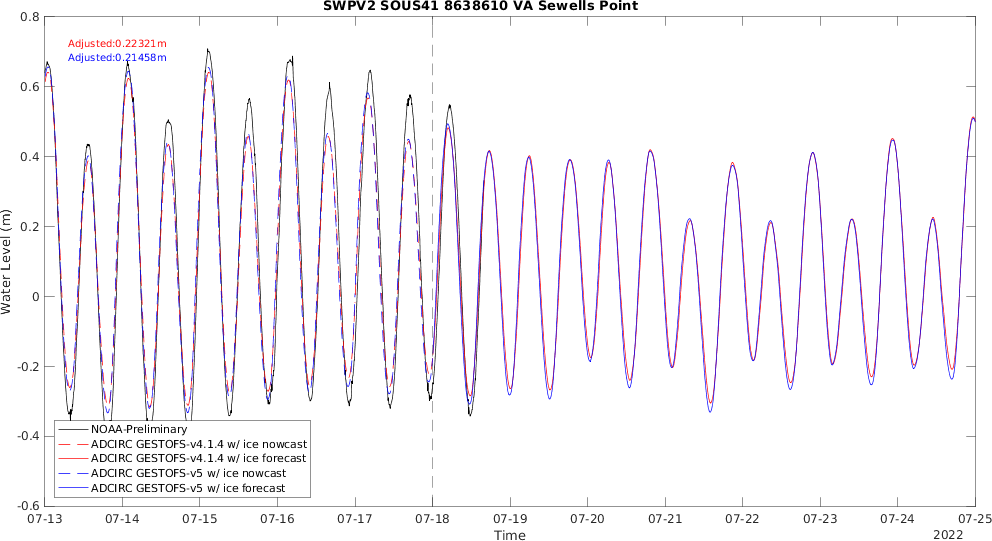 SWPV2 SOUS41 8638610 VA Sewells Point
Adjusted:0.22321m
Adjusted:0.21458m
0.8
0.6
0.4
0.2
0
-0.2
-0.4
-0.6
Water Level (m)
NOAA-Preliminary
ADCIRC GESTOFS-v4.1.4 w/ ice nowcast
ADCIRC GESTOFS-v4.1.4 w/ ice forecast
ADCIRC GESTOFS-v5 w/ ice nowcast
ADCIRC GESTOFS-v5 w/ ice forecast
07-13 07-14 07-15 07-16 07-17 07-18 07-19 07-20 07-21 07-22 07-23 07-24 07-25
Time
2022